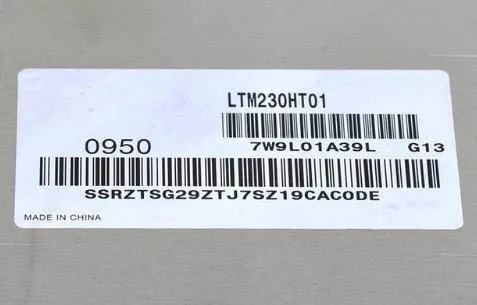 LTM230HT01
0950 7W9L01A39L G13
SSRZTSG29ZTJ7SZ19CAC0DE
MADE IN CHINA